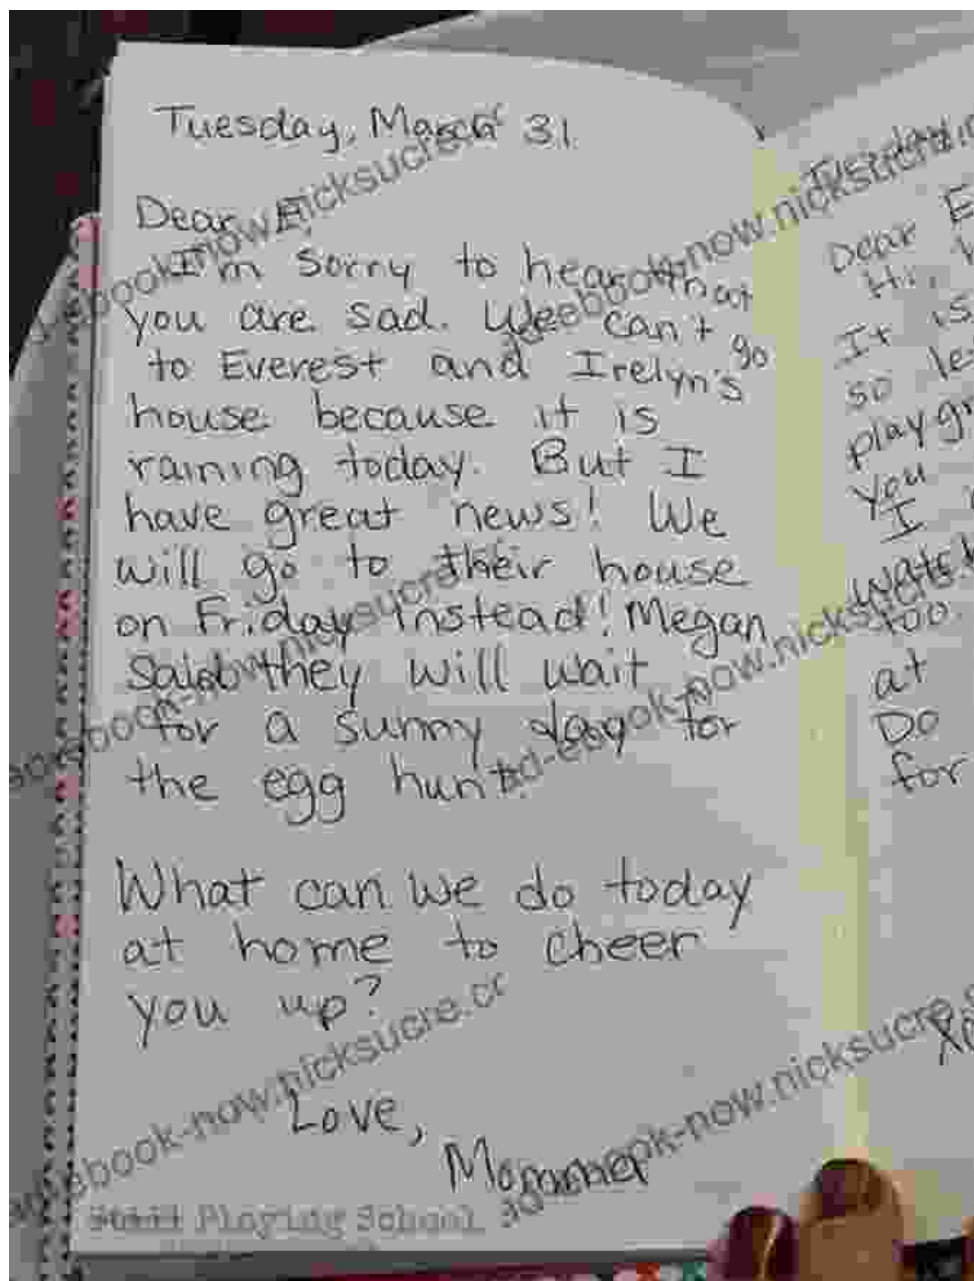 Tuesday, March 31
Dear E,
I'm sorry to hear that
you are sad. We can't go
to Everest and Irelyn's
house because it is
raining today. But I
have great news! We
will go to their house
on Friday instead! Megan
said they will wait
for a sunny day for
the egg hunt.
What can we do today
at home to cheer
you up?
Love,
Playing School
Dear E
Hi,
It is
so
you
I
too.
at
Do
for